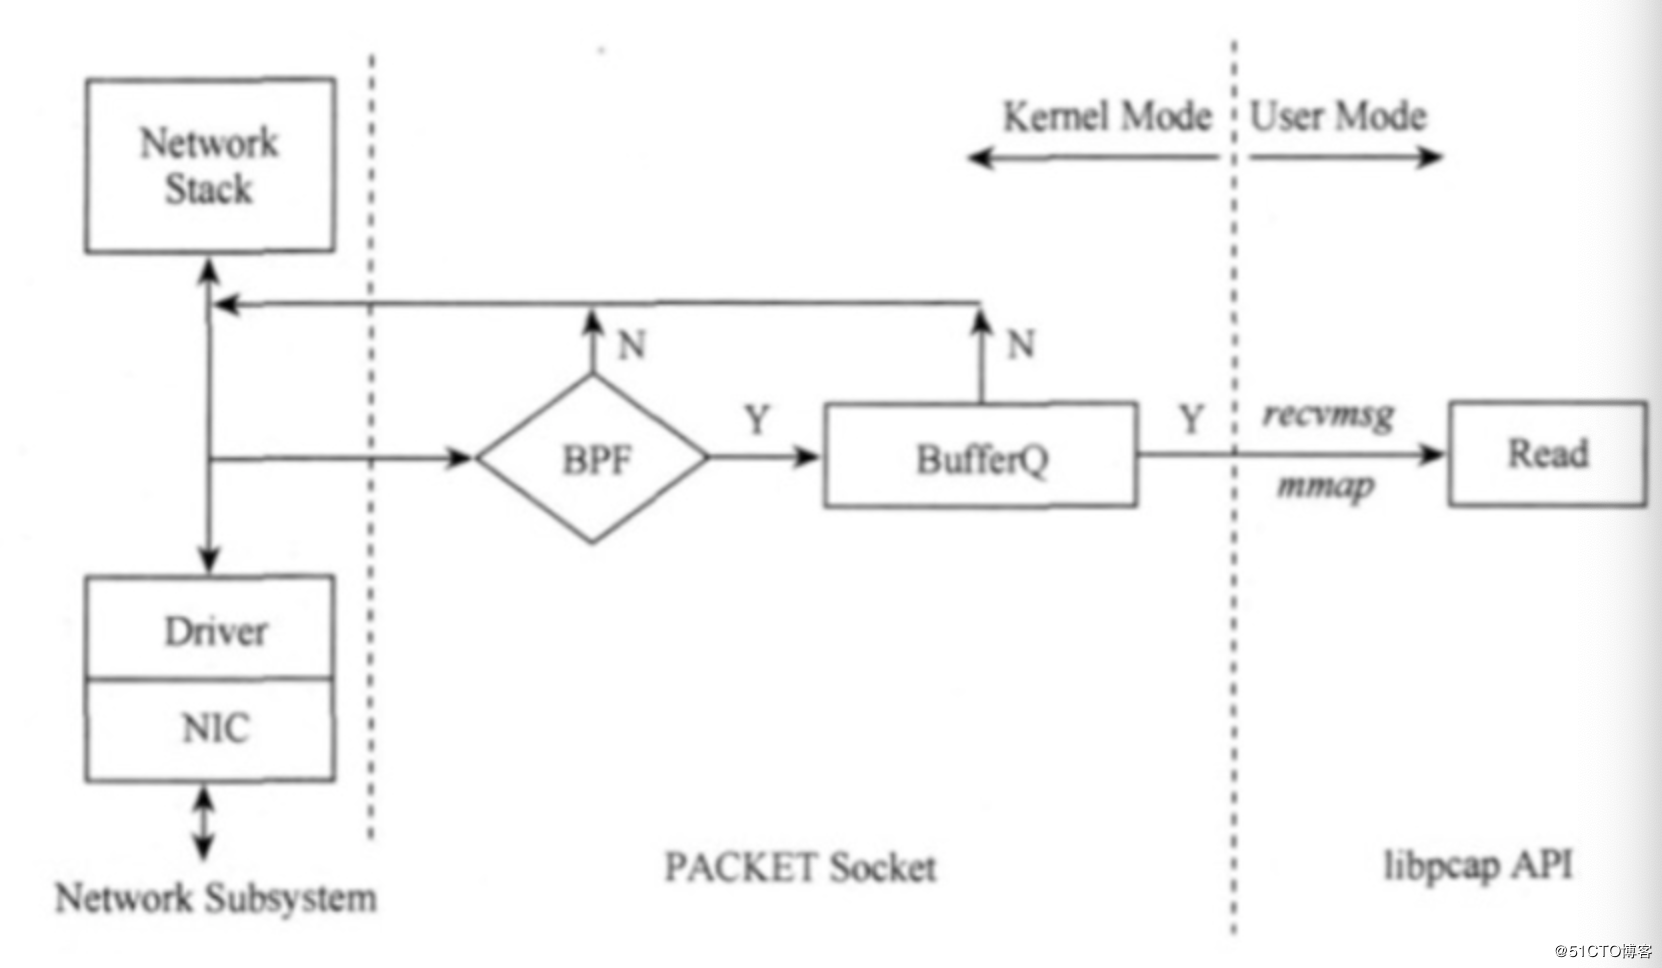 Network
Stack
Kernel Mode
User Mode
N
N
BPF
Y
BufferQ
Y
recvmsg
mmap
Read
Driver
NIC
Network Subsystem
PACKET Socket
libpcap API
@51CTO博客